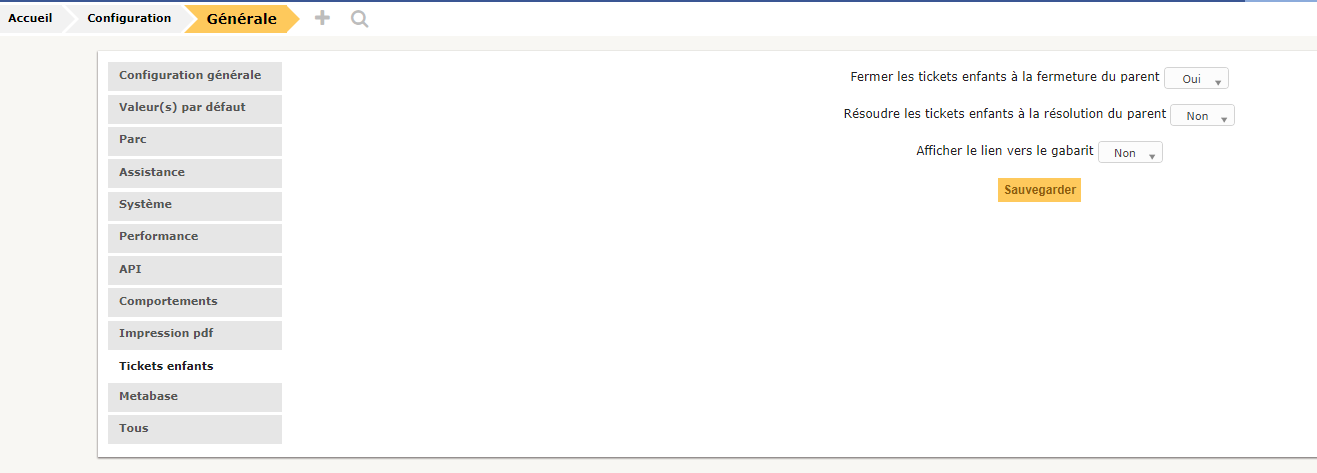 Accueil Configuration Générale
Configuration générale
Valeur(s) par défaut
Parc
Assistance
Système
Performance
API
Comportements
Impression pdf
Tickets enfants
Metabase
Tous
Fermer les tickets enfants à la fermeture du parent Oui
Résoudre les tickets enfants à la résolution du parent Non
Afficher le lien vers le gabarit Non
Sauvegarder